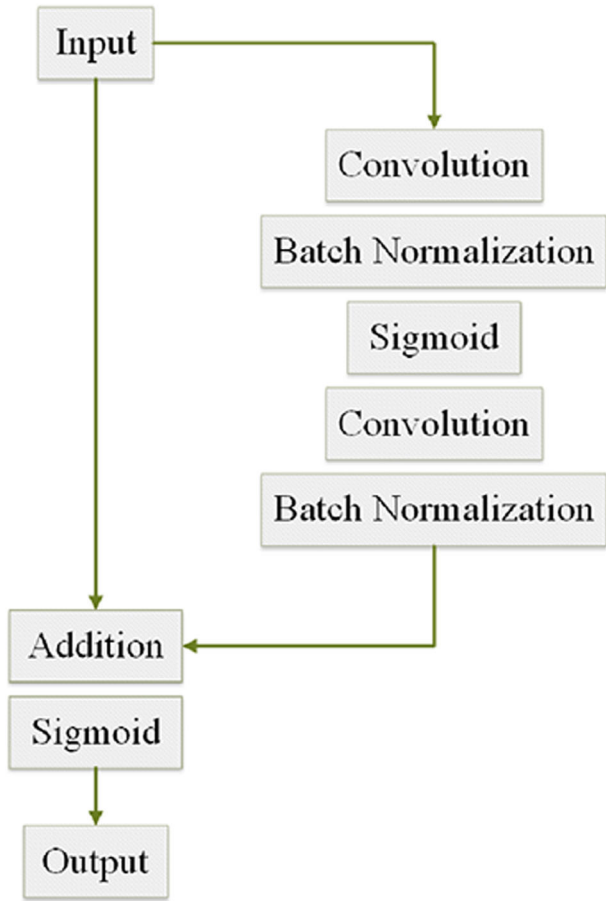 Input
Convolution
Batch Normalization
Sigmoid
Convolution
Batch Normalization
Addition
Sigmoid
Output